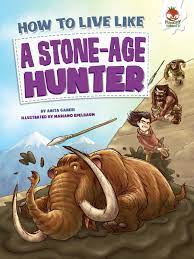 HOW TO LIVE LIKE
A STONE-AGE
HUNTER
BY ANITA GANERI
ILLUSTRATED BY MARIANO EPELBAUM